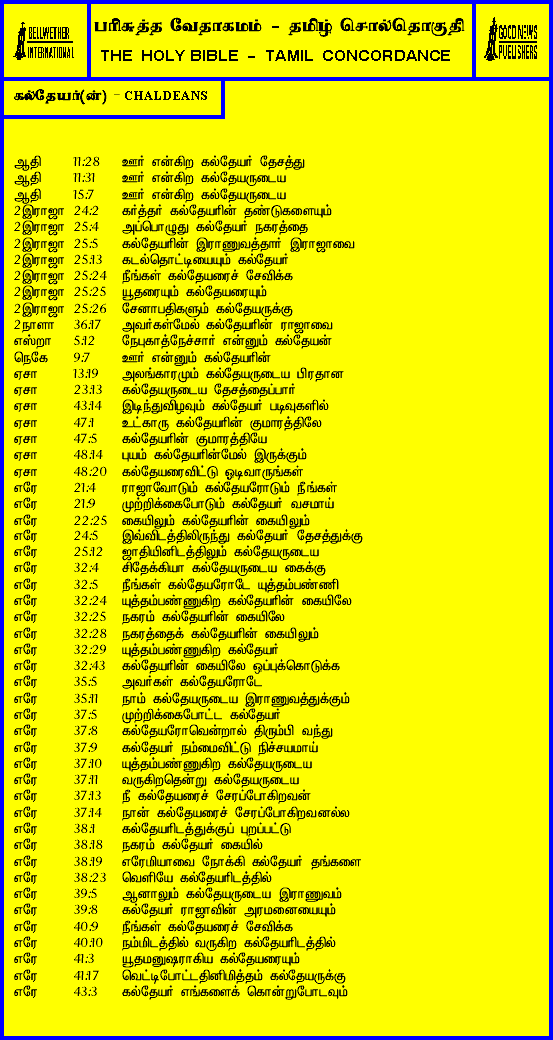 BELLWETHER
INTERNATIONAL
பரிசுத்த வேதாகமம் - தமிழ் சொல்தொகுதி
THE HOLY BIBLE - TAMIL CONCORDANCE
GOOD NEWS
PUBLISHERS
கல்தேயர்(ன்) - CHALDEANS
ஆதி 11:28 ஊர் என்கிற கல்தேயர் தேசத்து
ஆதி 11:31 ஊர் என்கிற கல்தேயருடைய
ஆதி 15:7 ஊர் என்கிற கல்தேயருடைய
2இராஜா 24:2 கர்த்தர் கல்தேயரின் தண்டுகளையும்
2இராஜா 25:4 அப்பொழுது கல்தேயர் நகரத்தை
2இராஜா 25:5 கல்தேயரின் இராணுவத்தார் இராஜாவை
2இராஜா 25:13 கடல்தொட்டியையும் கல்தேயர்
2இராஜா 25:24 நீங்கள் கல்தேயரைச் சேவிக்க
2இராஜா 25:25 யூதரையும் கல்தேயரையும்
2இராஜா 25:26 சேனாபதிகளும் கல்தேயருக்கு
2நாளா 36:17 அவர்கள்மேல் கல்தேயரின் ராஜாவை
எஸ்றா 5:12 நேபுகாத்நேச்சார் என்னும் கல்தேயன்
நெகே 9:7 ஊர் என்னும் கல்தேயரின்
ஏசா 13:19 அலங்காரமும் கல்தேயருடைய பிரதான
ஏசா 23:13 கல்தேயருடைய தேசத்தைப்பார்
ஏசா 43:14 இடிந்துவிழவும் கல்தேயர் படிவுகளில்
ஏசா 47:1 உட்காரு கல்தேயரின் குமாரத்திலே
ஏசா 47:5 கல்தேயரின் குமாரத்தியே
ஏசா 48:14 புயம் கல்தேயரின்மேல் இருக்கும்
ஏசா 48:20 கல்தேயரைவிட்டு ஓடிவாருங்கள்
எரே 21:4 ராஜாவோடும் கல்தேயரோடும் நீங்கள்
எரே 21:9 முற்றிக்கைபோடும் கல்தேயர் வசமாய்
எரே 22:25 கையிலும் கல்தேயரின் கையிலும்
எரே 24:5 இவ்விடத்திலிருந்து கல்தேயர் தேசத்துக்கு
எரே 25:12 ஜாதியினிடத்திலும் கல்தேயருடைய
எரே 32:4 சிதேக்கியா கல்தேயருடைய கைக்கு
எரே 32:5 நீங்கள் கல்தேயரோடே யுத்தம்பண்ணி
எரே 32:24 யுத்தம்பண்ணுகிற கல்தேயரின் கையிலே
எரே 32:25 நகரம் கல்தேயரின் கையிலே
எரே 32:28 நகரத்தைக் கல்தேயரின் கையிலும்
எரே 32:29 யுத்தம்பண்ணுகிற கல்தேயர்
எரே 32:43 கல்தேயரின் கையிலே ஒப்புக்கொடுக்க
எரே 35:5 அவர்கள் கல்தேயரோடே
எரே 35:11 நாம் கல்தேயருடைய இராணுவத்துக்கும்
எரே 37:5 முற்றிக்கைபோட்ட கல்தேயர்
எரே 37:8 கல்தேயரோவென்றால் திரும்பி வந்து
எரே 37:9 கல்தேயர் நம்மைவிட்டு நிச்சயமாய்
எரே 37:10 யுத்தம்பண்ணுகிற கல்தேயருடைய
எரே 37:11 வருகிறதென்று கல்தேயருடைய
எரே 37:13 நீ கல்தேயரைச் சேரப்போகிறவன்
எரே 37:14 நான் கல்தேயரைச் சேரப்போகிறவனல்ல
எரே 38:1 கல்தேயரிடத்துக்குப் புறப்பட்டு
எரே 38:18 நகரம் கல்தேயர் கையில்
எரே 38:19 எரேமியாவை நோக்கி கல்தேயர் தங்களை
எரே 38:23 வெளியே கல்தேயரிடத்தில்
எரே 39:5 ஆனாலும் கல்தேயருடைய இராணுவம்
எரே 39:8 கல்தேயர் ராஜாவின் அரமனையையும்
எரே 40:9 நீங்கள் கல்தேயரைச் சேவிக்க
எரே 40:10 நம்மிடத்தில் வருகிற கல்தேயரிடத்தில்
எரே 41:3 யூதமனுஷராகிய கல்தேயரையும்
எரே 41:17 வெட்டிபோட்டதினிமித்தம் கல்தேயருக்கு
எரே 43:3 கல்தேயர் எங்களைக் கொன்றுபோடவும்